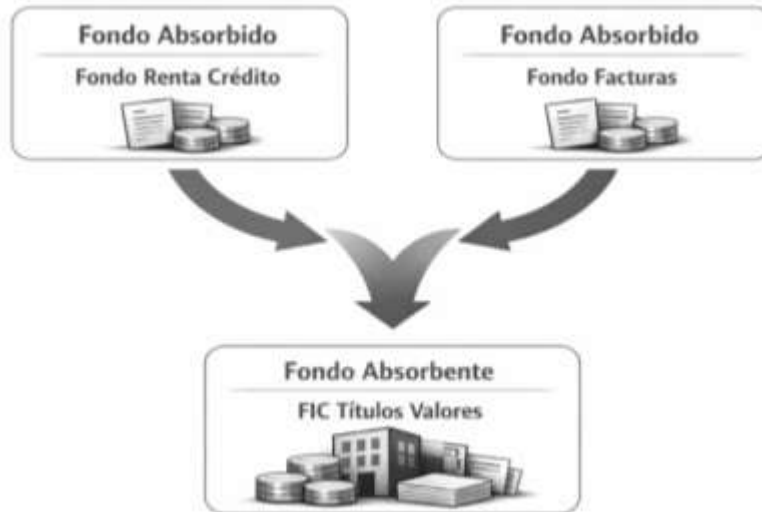 Fondo Absorbido
Fondo Renta Crédito
Fondo Absorbido
Fondo Facturas
Fondo Absorbente
FIC Títulos Valores